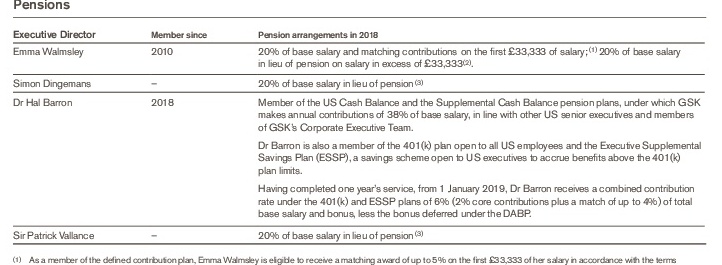 Pensions
Executive Director Member since Pension arrangements in 2018
Emma Walmsley 2010 20% of base salary and matching contributions on the first £33,333 of salary;(1) 20% of base salary
in lieu of pension on salary in excess of £33,333(2).
Simon Dingemans – 20% of base salary in lieu of pension(3)
Dr Hal Barron 2018 Member of the US Cash Balance and the Supplemental Cash Balance pension plans, under which GSK
makes annual contributions of 38% of base salary, in line with other US senior executives and members
of GSK's Corporate Executive Team.
Dr Barron is also a member of the 401(k) plan open to all US employees and the Executive Supplemental
Savings Plan (ESSP), a savings scheme open to US executives to accrue benefits above the 401(k)
plan limits.
Having completed one year's service, from 1 January 2019, Dr Barron receives a combined contribution
rate under the 401(k) and ESSP plans of 6% (2% core contributions plus a match of up to 4%) of total
base salary and bonus, less the bonus deferred under the DABP.
Sir Patrick Vallance – 20% of base salary in lieu of pension(3)
(1) As a member of the defined contribution plan, Emma Walmsley is eligible to receive a matching award of up to 5% on the first £33,333 of her salary in accordance with the terms